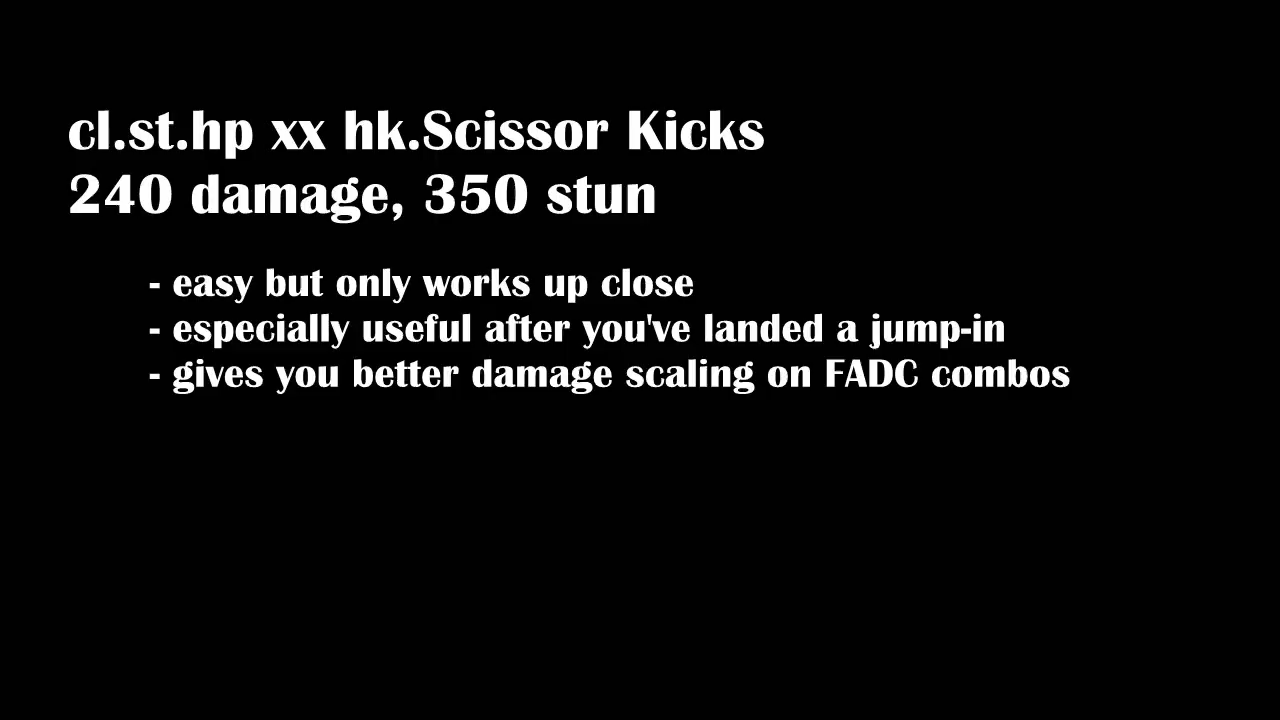 cl.st.hp xx hk.Scissor Kicks
240 damage, 350 stun
- easy but only works up close
- especially useful after you've landed a jump-in
- gives you better damage scaling on FADC combos